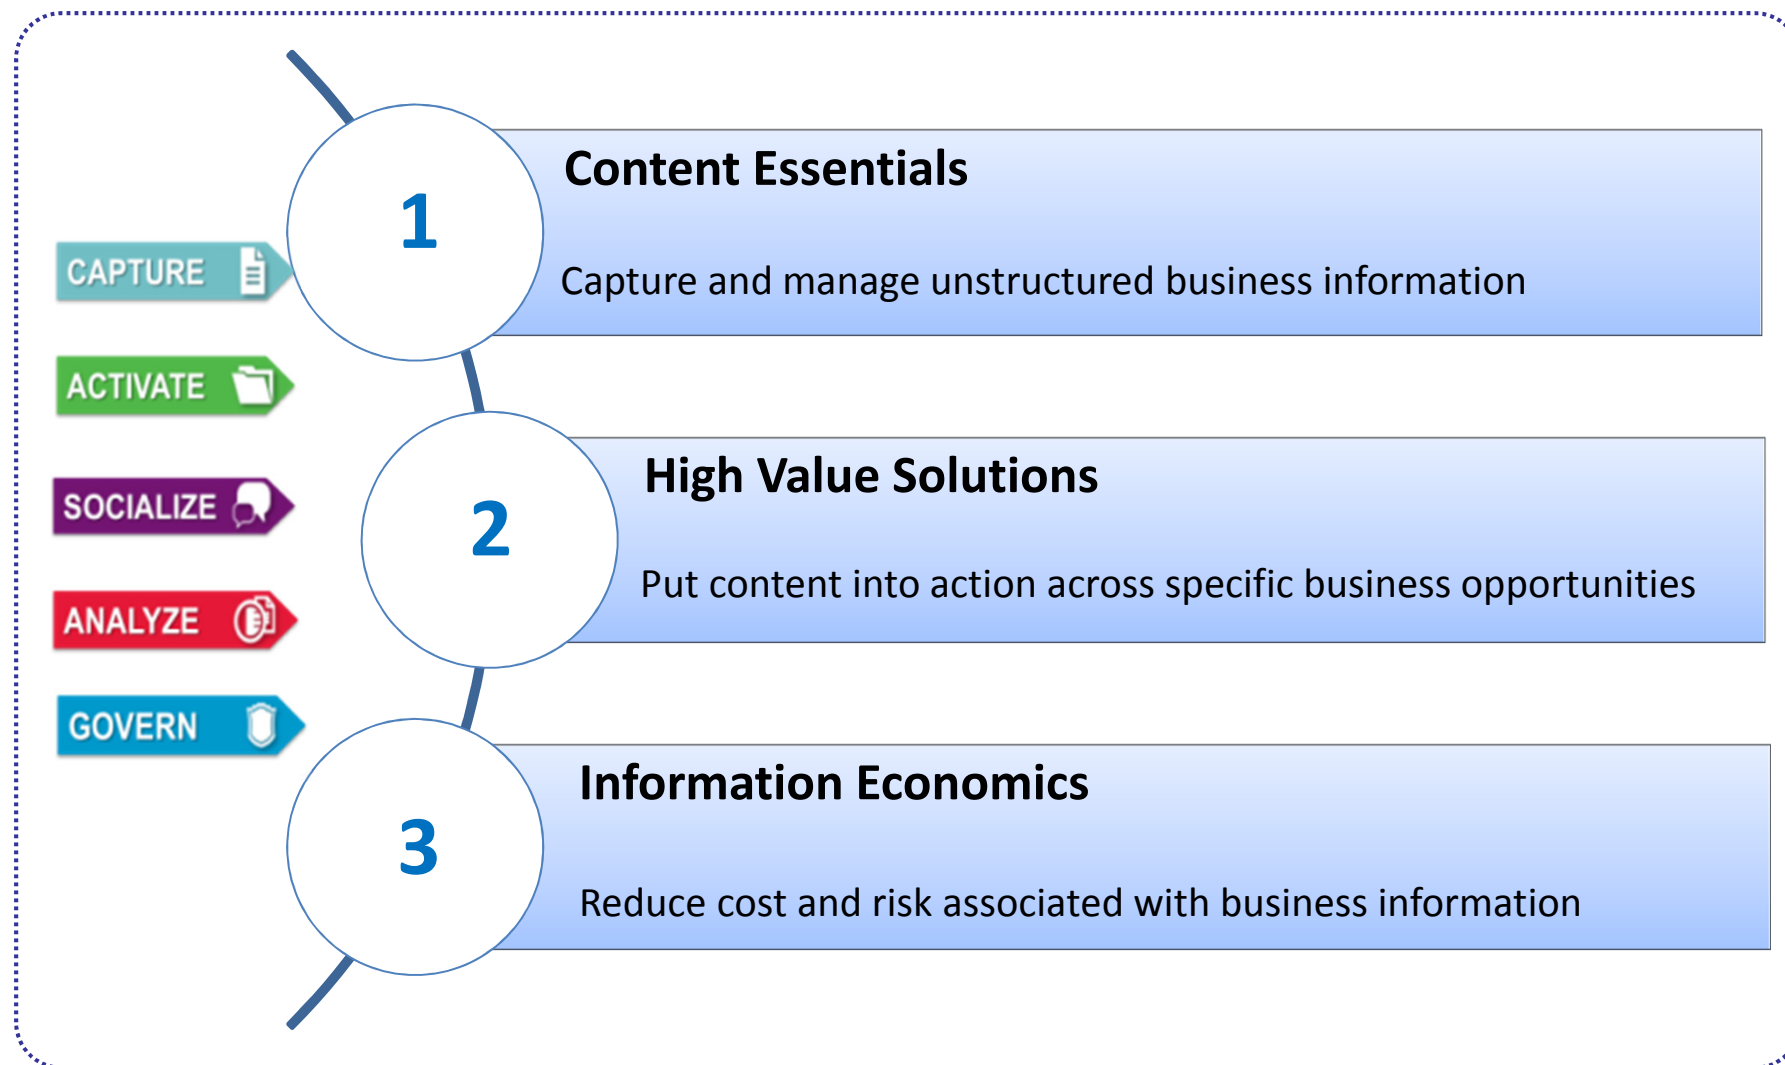 CAPTURE
ACTIVATE
SOCIALIZE
ANALYZE
GOVERN
1
Content Essentials
Capture and manage unstructured business information
2
High Value Solutions
Put content into action across specific business opportunities
3
Information Economics
Reduce cost and risk associated with business information